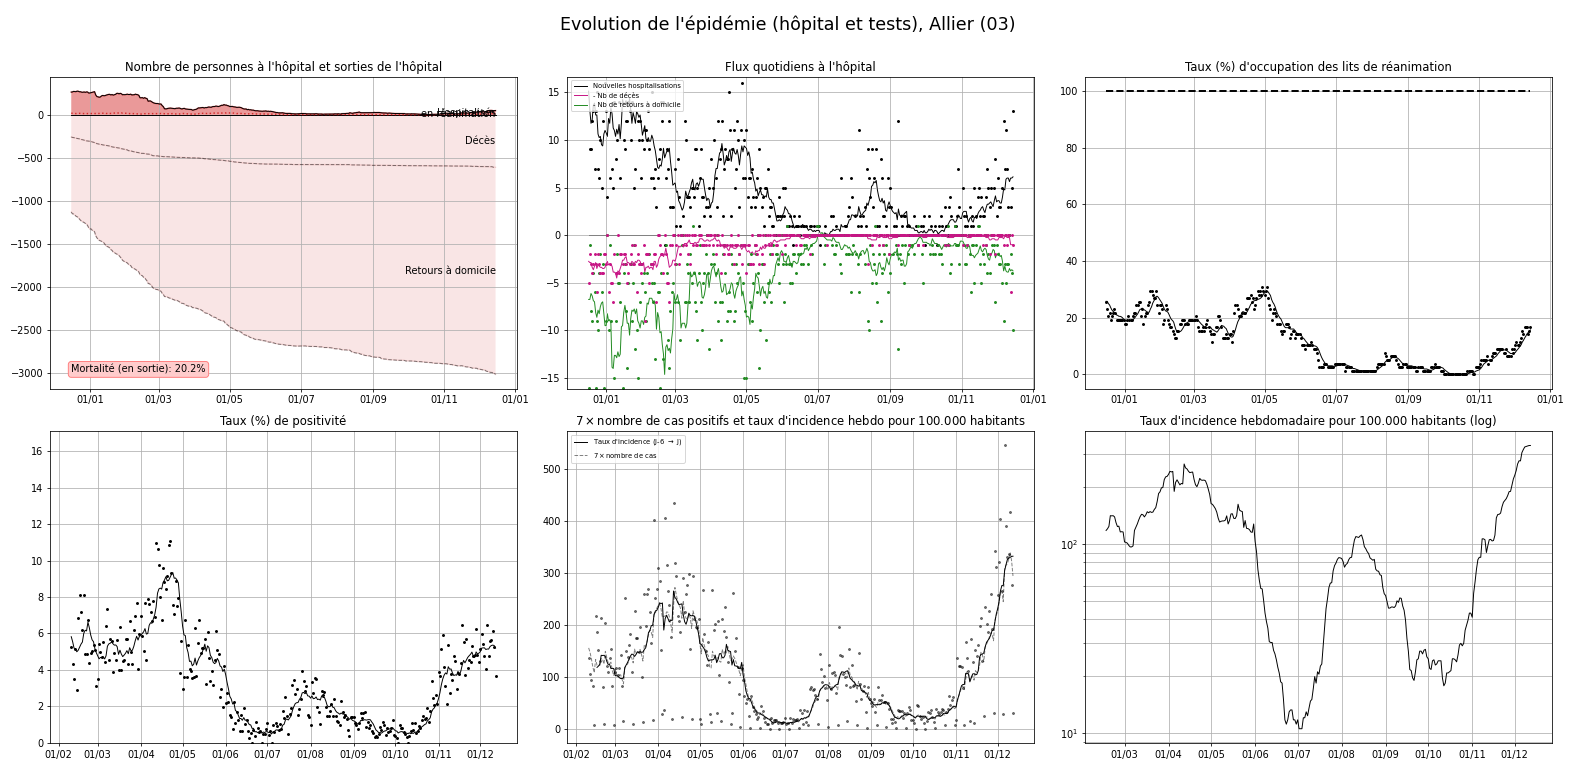 Evolution de l'épidémie (hôpital et tests), Allier (03)
Nombre de personnes à l'hôpital et sorties de l'hôpital
0
−500
−1000
−1500
−2000
−2500
−3000
Hospitalisés
en réanimation
Décès
Retours à domicile
Mortalité (en sortie): 20.2%
01/01 01/03 01/05 01/07 01/09 01/11 01/01
Flux quotidiens à l'hôpital
Nouvelles hospitalisations
- Nb de décès
- Nb de retours à domicile
15
10
5
0
−5
−10
−15
01/01 01/03 01/05 01/07 01/09 01/11 01/01
Taux (%) d'occupation des lits de réanimation
100
80
60
40
20
0
01/01 01/03 01/05 01/07 01/09 01/11 01/01
Taux (%) de positivité
16
14
12
10
8
6
4
2
0
01/02 01/03 01/04 01/05 01/06 01/07 01/08 01/09 01/10 01/11 01/12
7 × nombre de cas positifs et taux d'incidence hebdo pour 100.000 habitants
Taux d'incidence (j-6 → j)
7 × nombre de cas
500
400
300
200
100
0
01/02 01/03 01/04 01/05 01/06 01/07 01/08 01/09 01/10 01/11 01/12
Taux d'incidence hebdomadaire pour 100.000 habitants (log)
10²
10¹
01/03 01/04 01/05 01/06 01/07 01/08 01/09 01/10 01/11 01/12